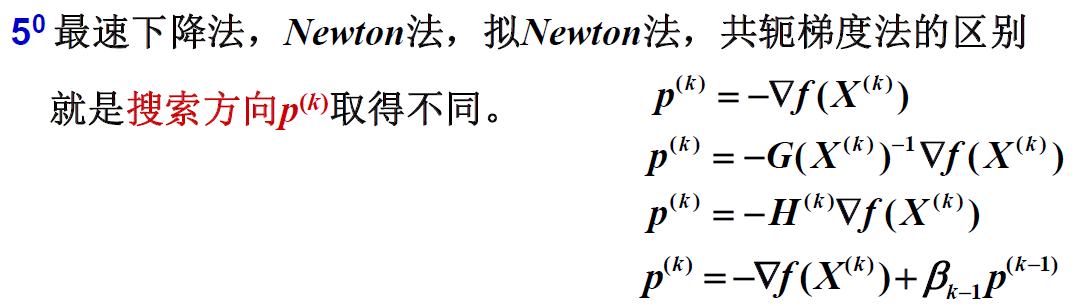 5⁰ 最速下降法，Newton法，拟Newton法，共轭梯度法的区别
就是搜索方向p⁽ᵏ⁾取得不同。
p⁽ᵏ⁾ = −∇f(X⁽ᵏ⁾)
p⁽ᵏ⁾ = −G(X⁽ᵏ⁾)⁻¹∇f(X⁽ᵏ⁾)
p⁽ᵏ⁾ = −H⁽ᵏ⁾∇f(X⁽ᵏ⁾)
p⁽ᵏ⁾ = −∇f(X⁽ᵏ⁾) + βₖ₋₁p⁽ᵏ⁻¹⁾